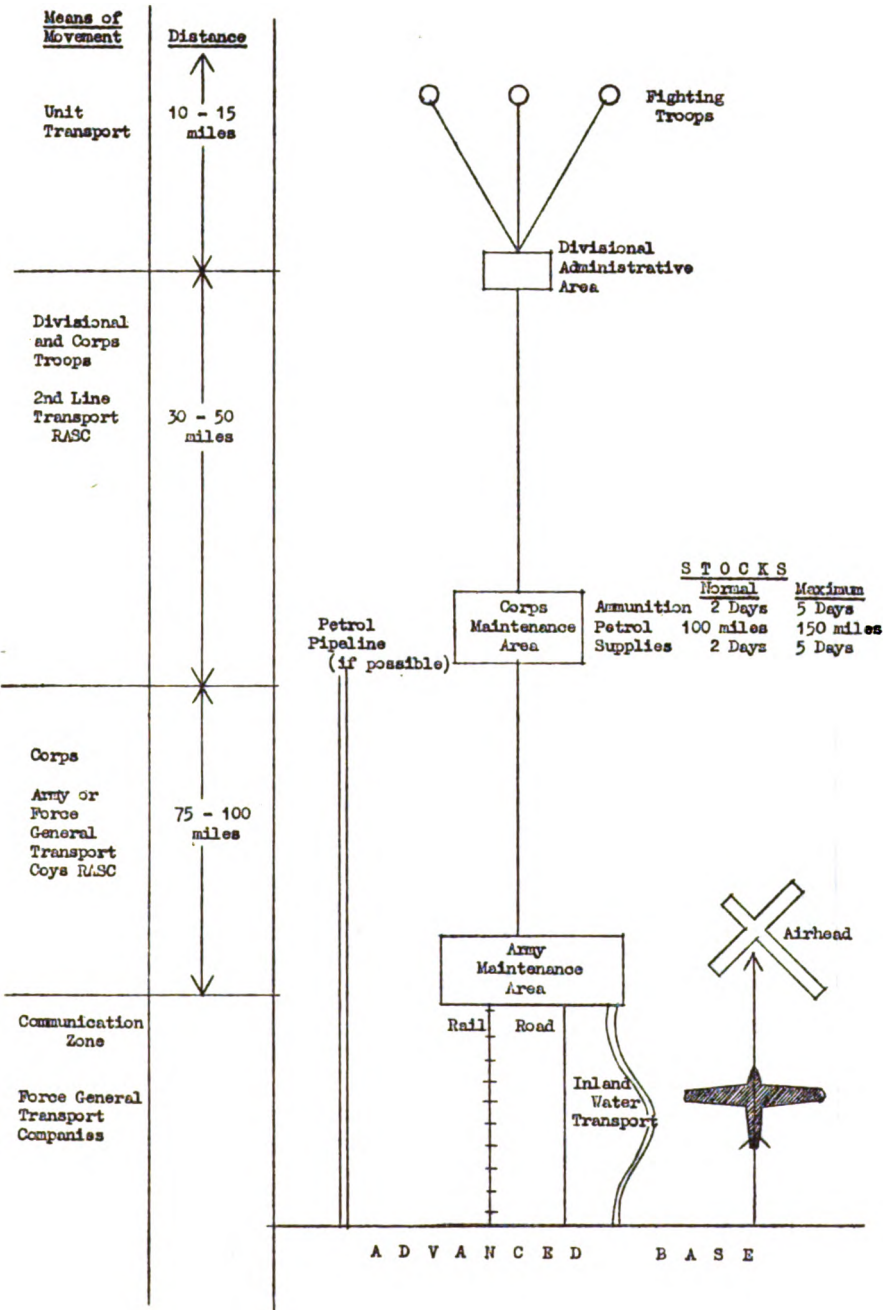 Means of
Movement
Distance
Unit
Transport
10 - 15
miles
Fighting
Troops
Divisional
Administrative
Area
Divisional
and Corps
Troops
2nd Line
Transport
RASC
30 - 50
miles
STOCKS
Normal Maximum
Ammunition 2 Days 5 Days
Petrol 100 miles 150 miles
Supplies 2 Days 5 Days
Corps
Maintenance
Area
Petrol
Pipeline
(if possible)
Corps
Army or
Force
General
Transport
Coys RASC
75 - 100
miles
Airhead
Army
Maintenance
Area
Communication
Zone
Rail Road
Force General
Transport
Companies
Inland
Water
Transport
ADVANCED BASE